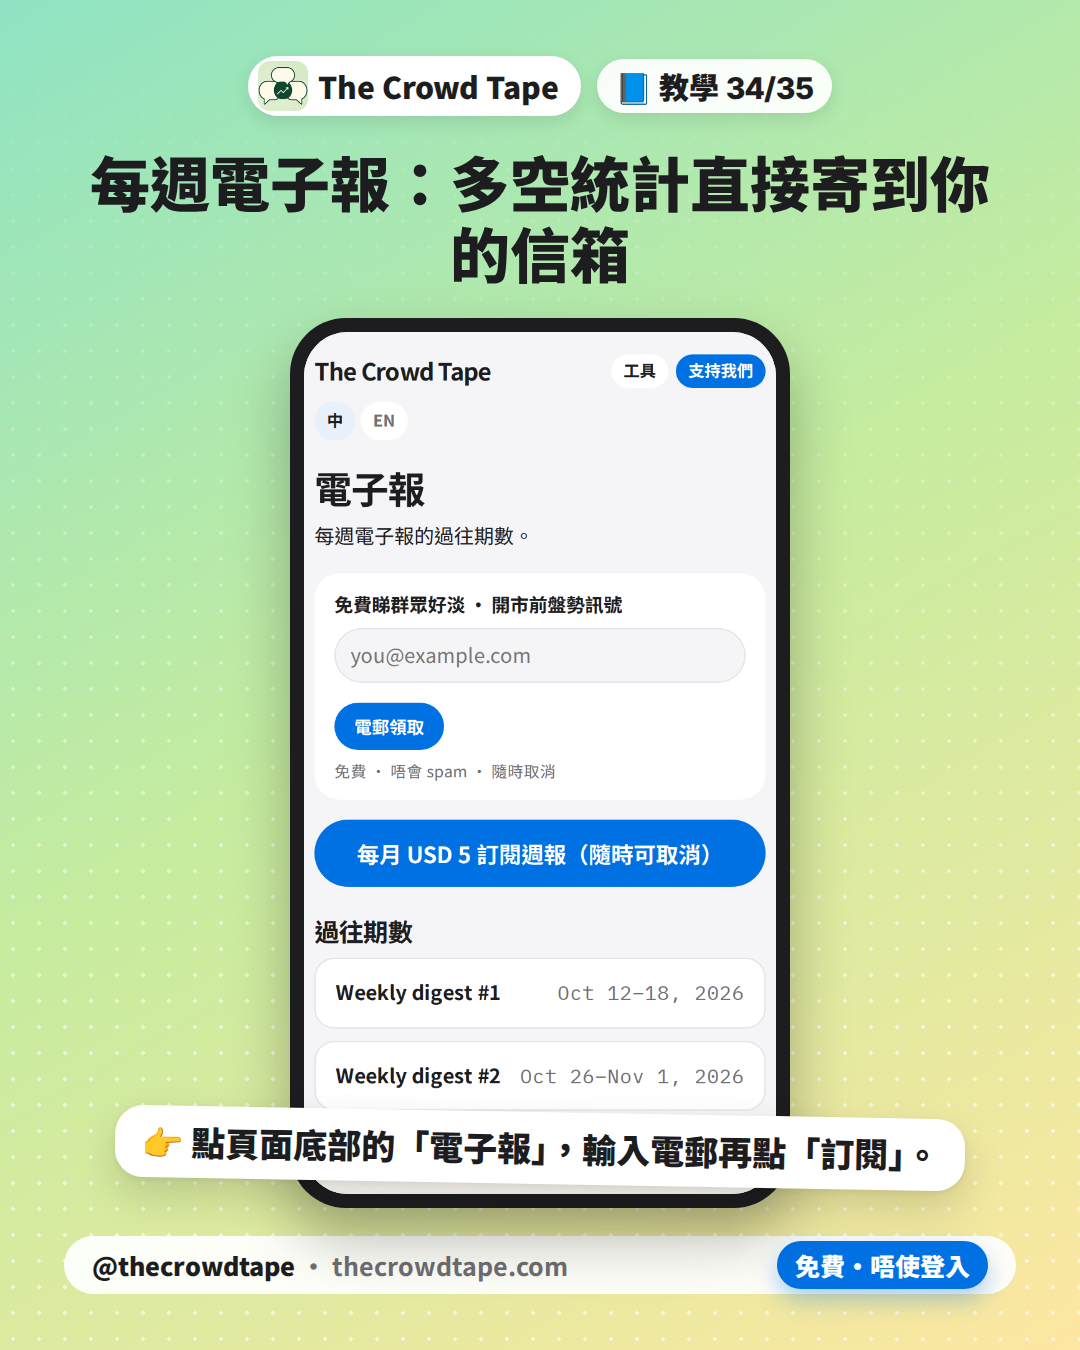 The Crowd Tape
📘 教學 34/35
每週電子報：多空統計直接寄到你
的信箱
The Crowd Tape
工具
支持我們
中
EN
電子報
每週電子報的過往期數。
免費睇群眾好淡 · 開市前盤勢訊號
you@example.com
電郵領取
免費 · 唔會 spam · 隨時取消
每月 USD 5 訂閱週報（隨時可取消）
過往期數
Weekly digest #1
Oct 12–18, 2026
Weekly digest #2
Oct 26–Nov 1, 2026
👉 點頁面底部的「電子報」，輸入電郵再點「訂閱」。
@thecrowdtape · thecrowdtape.com
免費·唔使登入